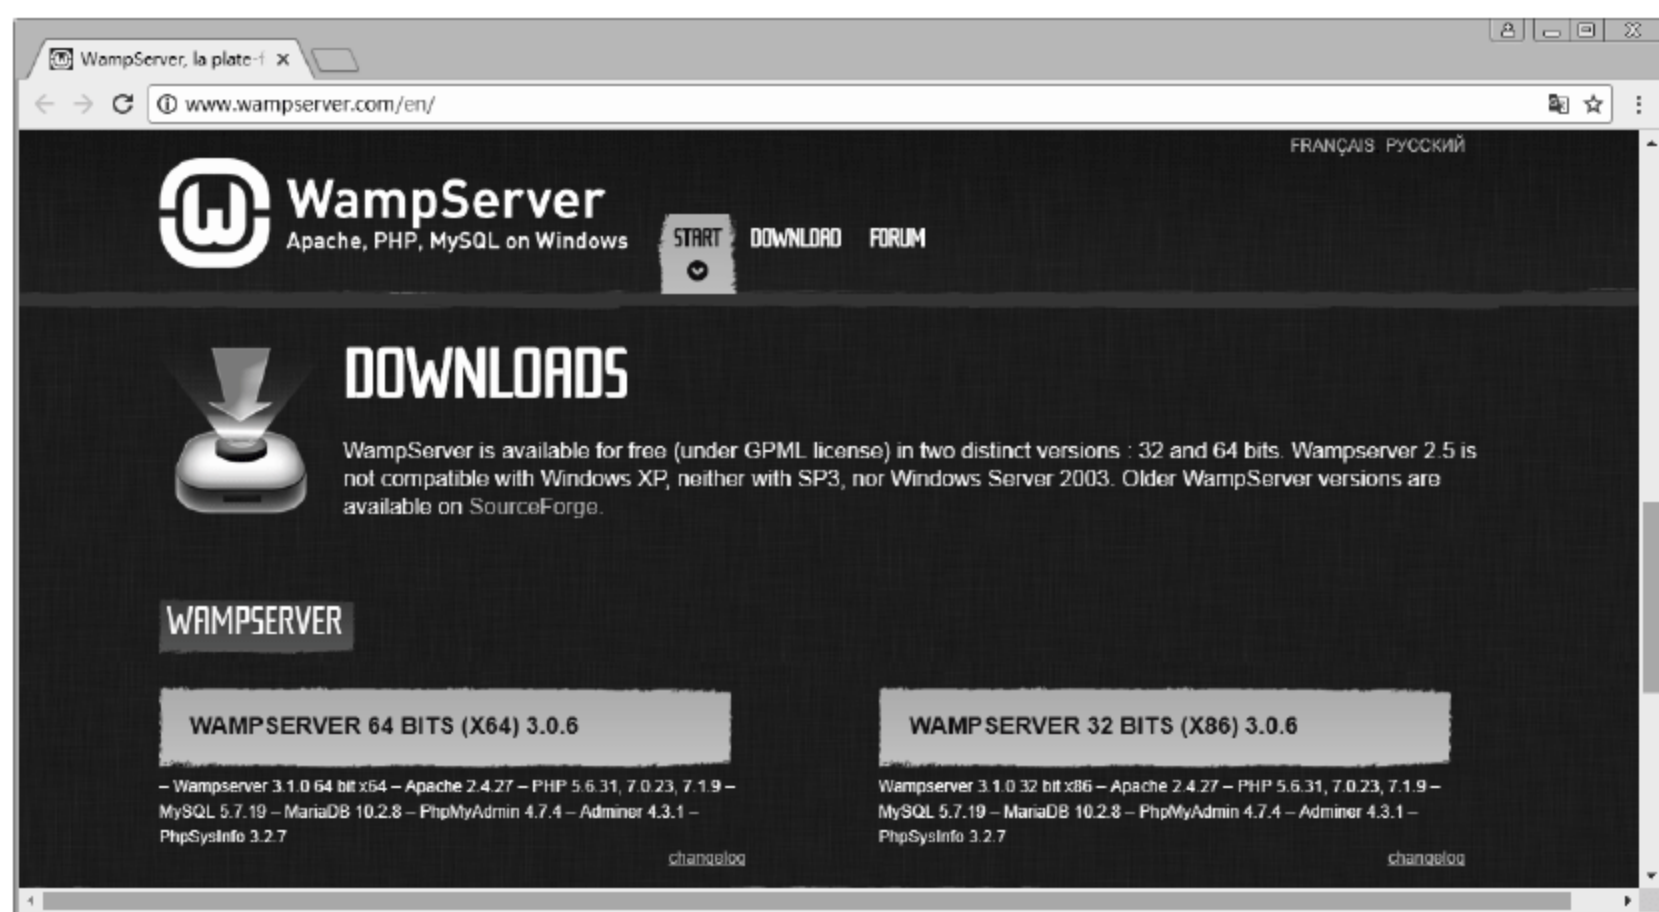 WampServer, la plate-f
www.wampserver.com/en/
FRANÇAIS РУССКИЙ
WampServer
Apache, PHP, MySQL on Windows
START DOWNLOAD FORUM
DOWNLOADS
WampServer is available for free (under GPML license) in two distinct versions : 32 and 64 bits. Wampserver 2.5 is
not compatible with Windows XP, neither with SP3, nor Windows Server 2003. Older WampServer versions are
available on SourceForge.
WAMPSERVER
WAMPSERVER 64 BITS (X64) 3.0.6
– Wampserver 3.1.0 64 bit x64 – Apache 2.4.27 – PHP 5.6.31, 7.0.23, 7.1.9 –
MySQL 5.7.19 – MariaDB 10.2.8 – PhpMyAdmin 4.7.4 – Adminer 4.3.1 –
PhpSysInfo 3.2.7
changelog
WAMPSERVER 32 BITS (X86) 3.0.6
Wampserver 3.1.0 32 bit x86 – Apache 2.4.27 – PHP 5.6.31, 7.0.23, 7.1.9 –
MySQL 5.7.19 – MariaDB 10.2.8 – PhpMyAdmin 4.7.4 – Adminer 4.3.1 –
PhpSysInfo 3.2.7
changelog